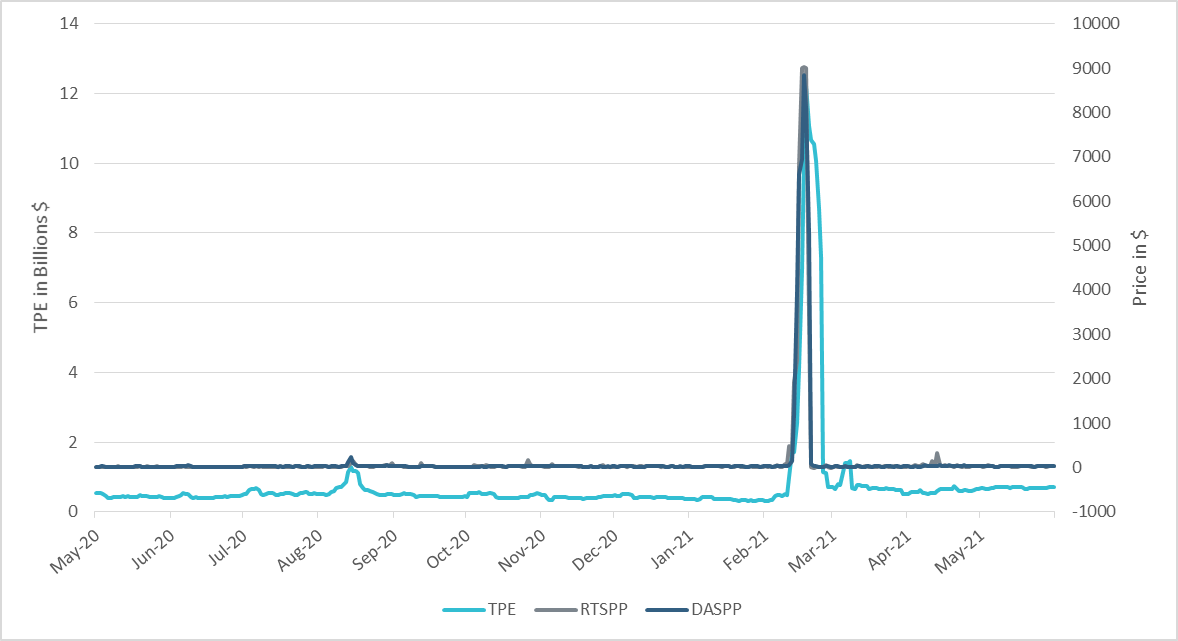 14
12
10
8
6
4
2
0
TPE in Billions $
10000
9000
8000
7000
6000
5000
4000
3000
2000
1000
0
-1000
Price in $
May-20
Jun-20
Jul-20
Aug-20
Sep-20
Oct-20
Nov-20
Dec-20
Jan-21
Feb-21
Mar-21
Apr-21
May-21
TPE RTSPP DASPP